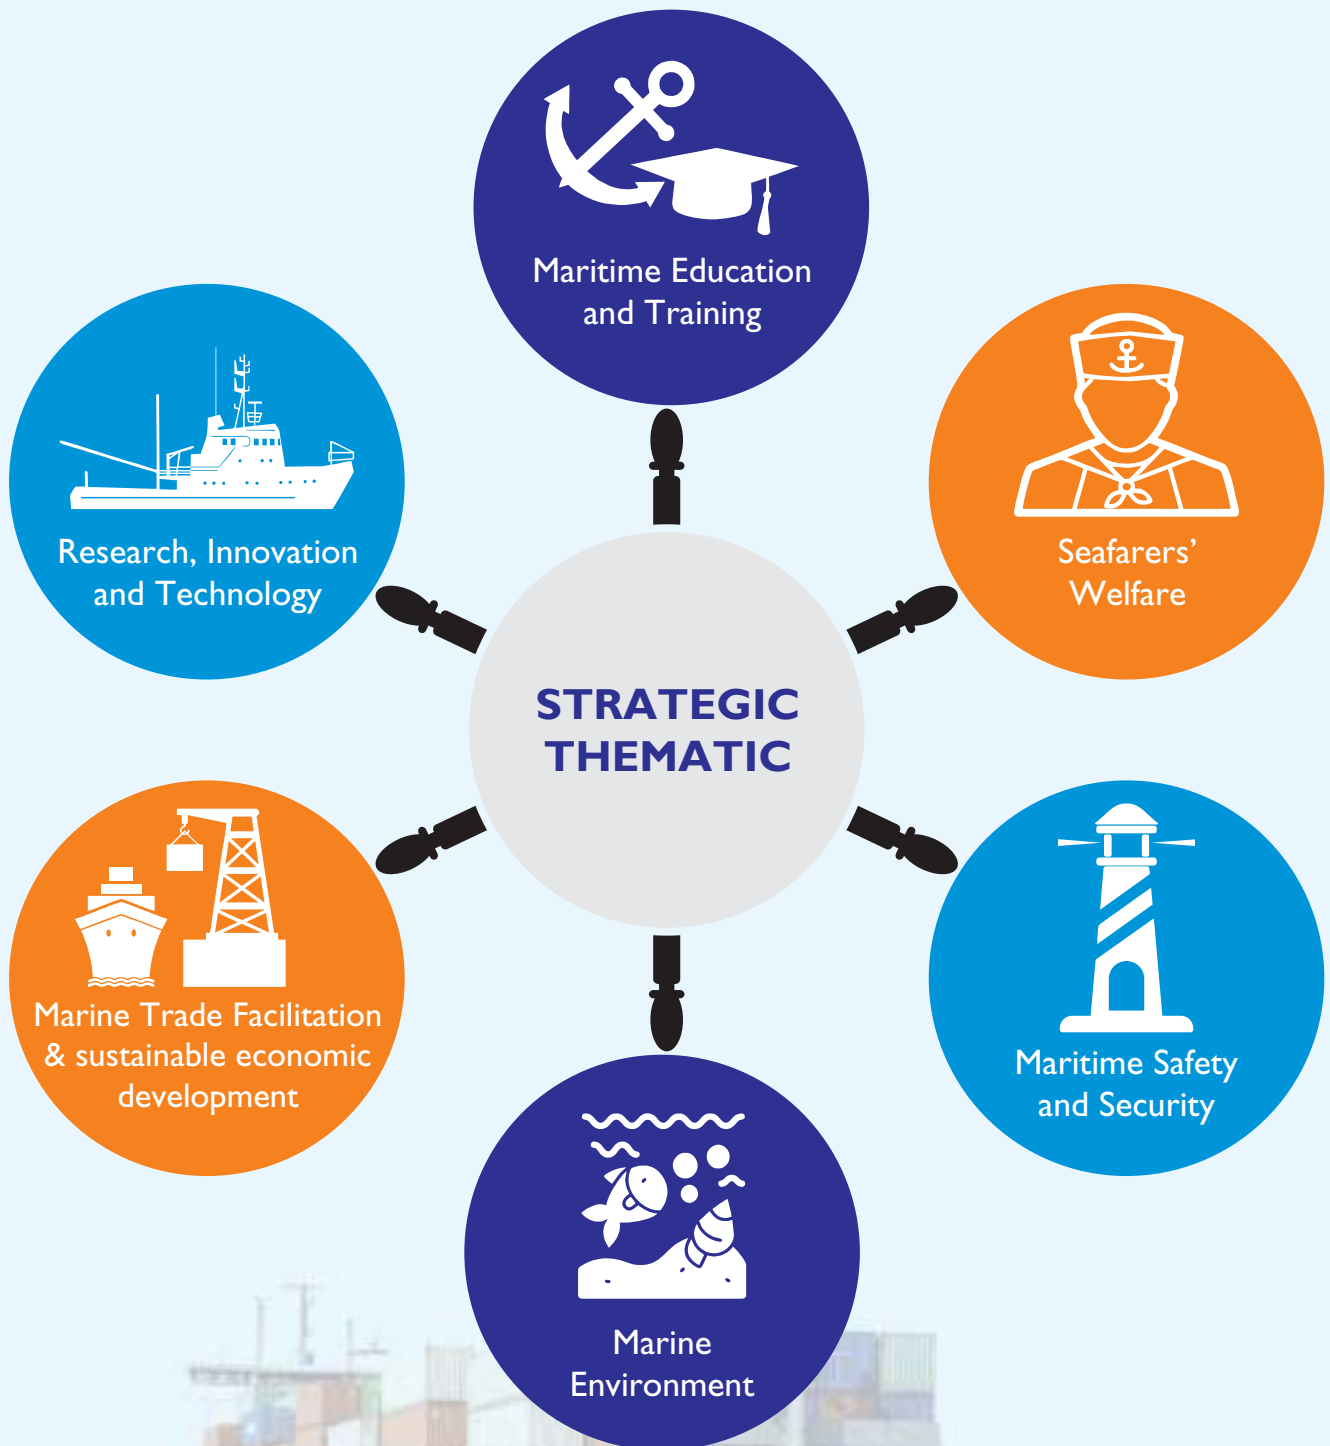 Maritime Education
and Training
Research, Innovation
and Technology
Seafarers’
Welfare
STRATEGIC
THEMATIC
Marine Trade Facilitation
& sustainable economic
development
Maritime Safety
and Security
Marine
Environment